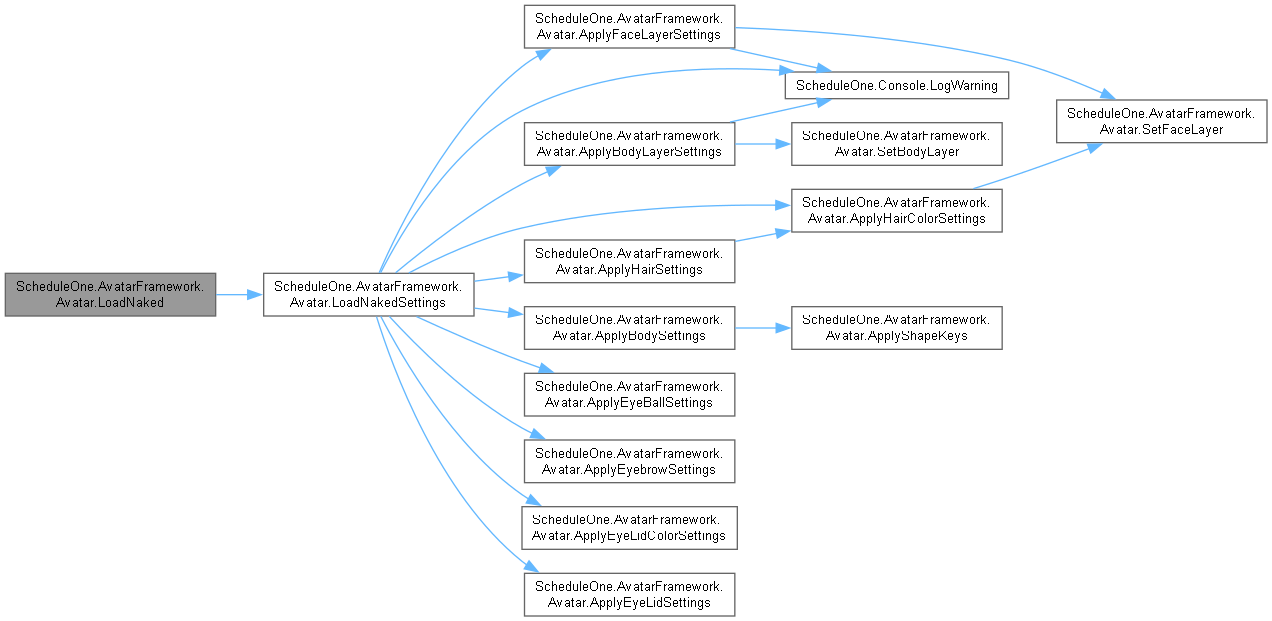 ScheduleOne.AvatarFramework.
Avatar.LoadNaked
ScheduleOne.AvatarFramework.
Avatar.LoadNakedSettings
ScheduleOne.AvatarFramework.
Avatar.ApplyFaceLayerSettings
ScheduleOne.Console.LogWarning
ScheduleOne.AvatarFramework.
Avatar.SetFaceLayer
ScheduleOne.AvatarFramework.
Avatar.ApplyBodyLayerSettings
ScheduleOne.AvatarFramework.
Avatar.SetBodyLayer
ScheduleOne.AvatarFramework.
Avatar.ApplyHairColorSettings
ScheduleOne.AvatarFramework.
Avatar.ApplyHairSettings
ScheduleOne.AvatarFramework.
Avatar.ApplyBodySettings
ScheduleOne.AvatarFramework.
Avatar.ApplyShapeKeys
ScheduleOne.AvatarFramework.
Avatar.ApplyEyeBallSettings
ScheduleOne.AvatarFramework.
Avatar.ApplyEyebrowSettings
ScheduleOne.AvatarFramework.
Avatar.ApplyEyeLidColorSettings
ScheduleOne.AvatarFramework.
Avatar.ApplyEyeLidSettings